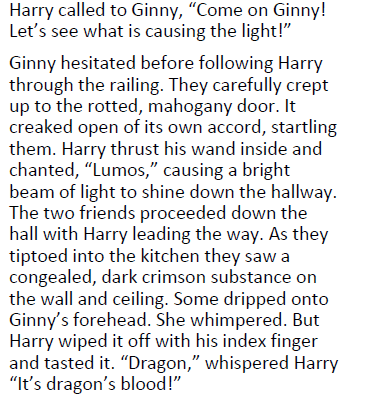 Harry called to Ginny, “Come on Ginny!
Let’s see what is causing the light!”
Ginny hesitated before following Harry
through the railing. They carefully crept
up to the rotted, mahogany door. It
creaked open of its own accord, startling
them. Harry thrust his wand inside and
chanted, “Lumos,” causing a bright
beam of light to shine down the hallway.
The two friends proceeded down the
hall with Harry leading the way. As they
tiptoed into the kitchen they saw a
congealed, dark crimson substance on
the wall and ceiling. Some dripped onto
Ginny’s forehead. She whimpered. But
Harry wiped it off with his index finger
and tasted it. “Dragon,” whispered Harry
“It’s dragon’s blood!”